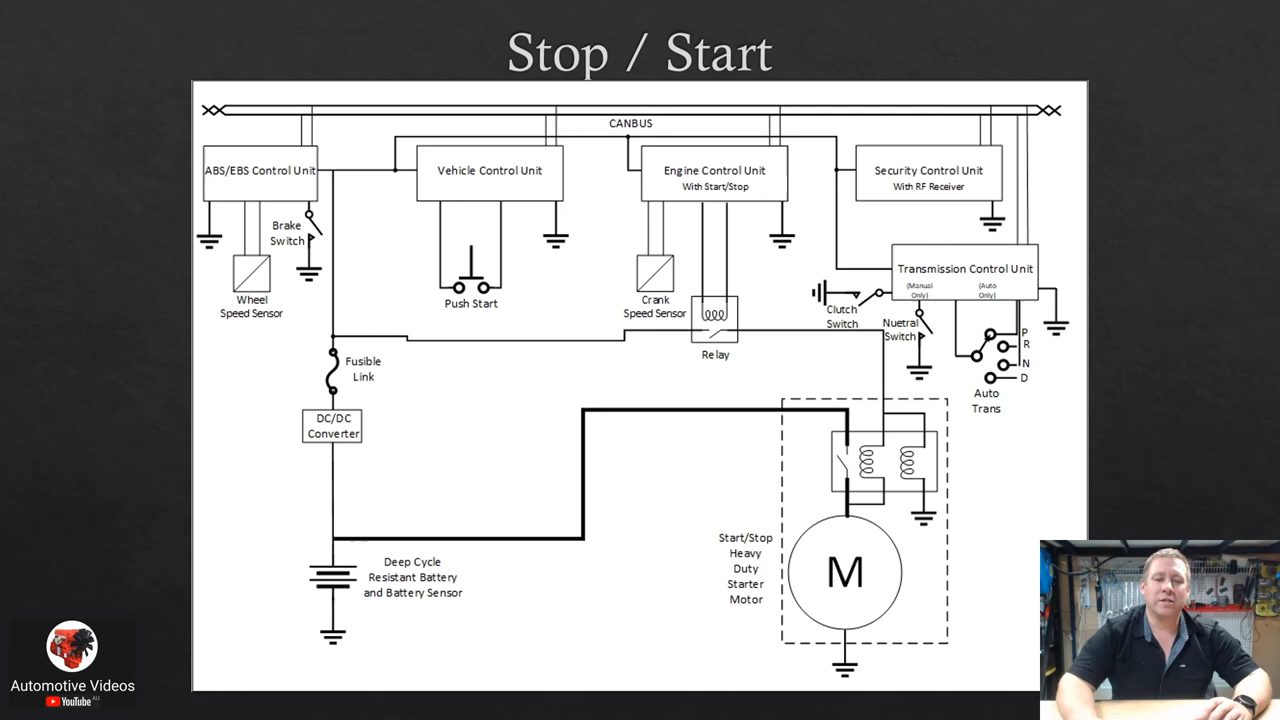 Stop / Start
CANBUS
ABS/EBS Control Unit
Vehicle Control Unit
Engine Control Unit
With Start/Stop
Security Control Unit
With RF Receiver
Brake
Switch
Wheel
Speed Sensor
Push Start
Crank
Speed Sensor
Relay
Transmission Control Unit
(Manual
Only)
(Auto
Only)
Clutch
Switch
Nuetral
Switch
P
R
N
D
Auto
Trans
Fusible
Link
DC/DC
Converter
Deep Cycle
Resistant Battery
and Battery Sensor
Start/Stop
Heavy
Duty
Starter
Motor
M
Automotive Videos
YouTube AU